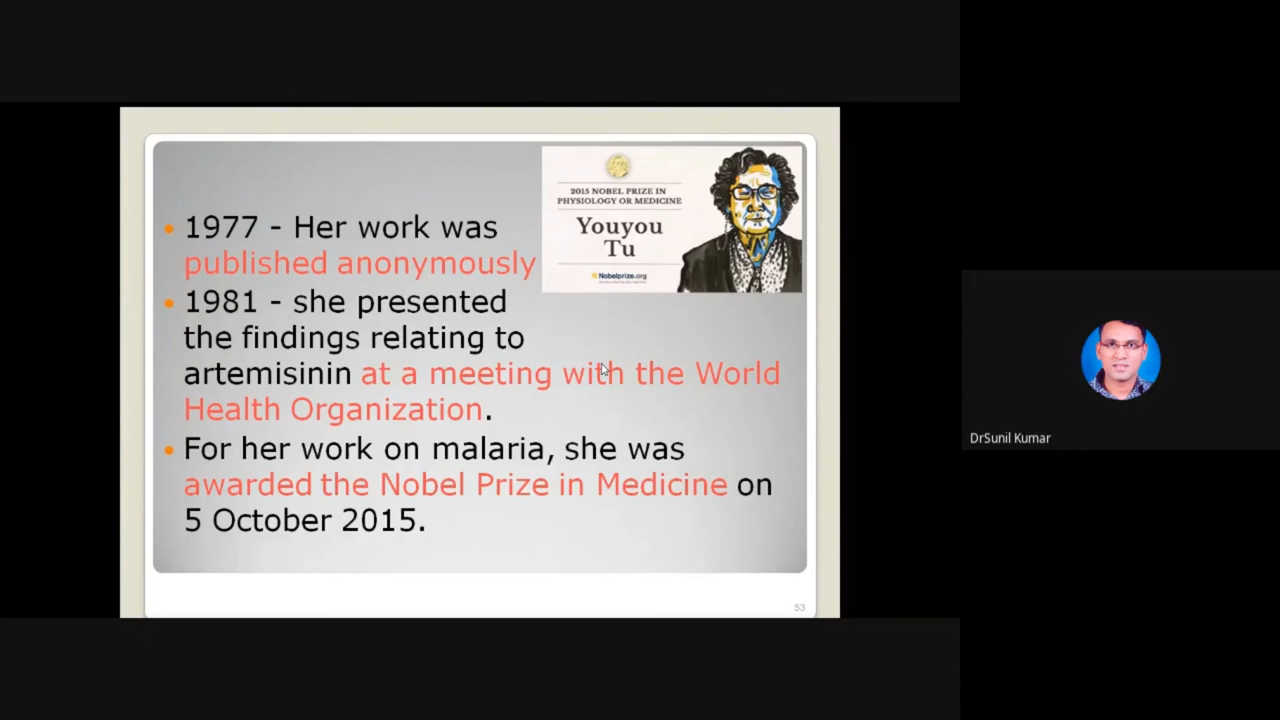 2015 NOBEL PRIZE IN
PHYSIOLOGY OR MEDICINE
Youyou
Tu
Nobelprize.org
• 1977 - Her work was
published anonymously
• 1981 - she presented
the findings relating to
artemisinin at a meeting with the World
Health Organization.
• For her work on malaria, she was
awarded the Nobel Prize in Medicine on
5 October 2015.
53
DrSunil Kumar